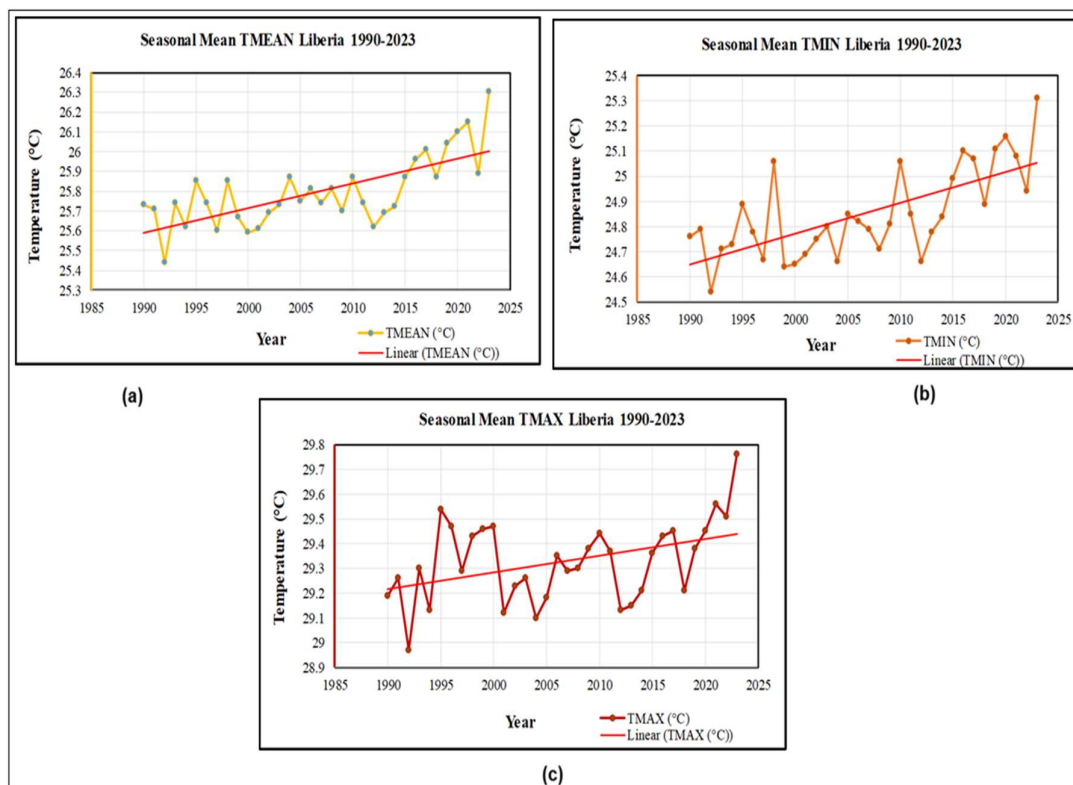 Seasonal Mean TMEAN Liberia 1990-2023
Temperature (°C)
26.4
26.3
26.2
26.1
26
25.9
25.8
25.7
25.6
25.5
25.4
25.3
1985 1990 1995 2000 2005 2010 2015 2020 2025
Year
TMEAN (°C)
Linear (TMEAN (°C))
(a)
Seasonal Mean TMIN Liberia 1990-2023
Temperature (°C)
25.4
25.3
25.2
25.1
25
24.9
24.8
24.7
24.6
24.5
1985 1990 1995 2000 2005 2010 2015 2020 2025
Year
TMIN (°C)
Linear (TMIN (°C))
(b)
Seasonal Mean TMAX Liberia 1990-2023
Temperature (°C)
29.8
29.7
29.6
29.5
29.4
29.3
29.2
29.1
29
28.9
1985 1990 1995 2000 2005 2010 2015 2020 2025
Year
TMAX (°C)
Linear (TMAX (°C))
(c)